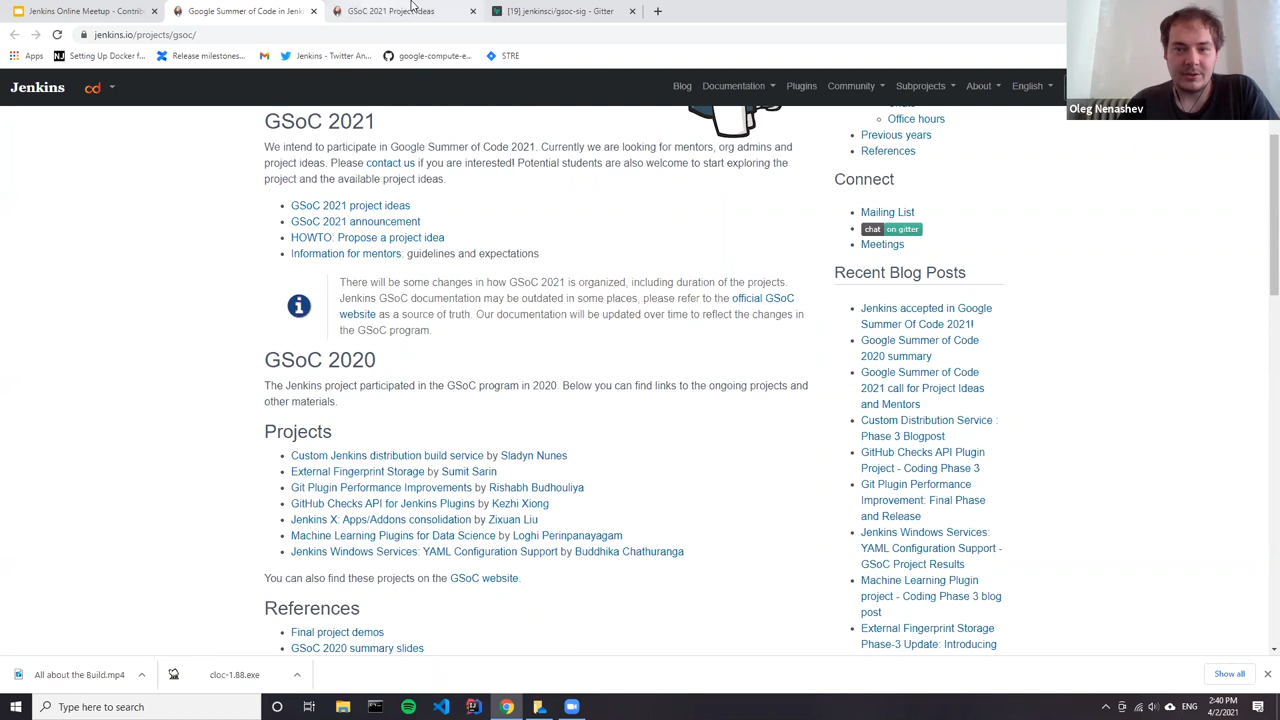 Jenkins Online Meetup - Contrib
Google Summer of Code in Jenk
GSoC 2021 Project Ideas
[19] jenkinsci/gsoc-sig - Gitter
jenkins.io/projects/gsoc/
Apps
Setting Up Docker f...
Release milestones...
Jenkins - Twitter An...
google-compute-e...
STRE
Oleg Nenashev
Jenkins
cd
Blog
Documentation
Plugins
Community
Subprojects
About
English
GSoC 2021
We intend to participate in Google Summer of Code 2021. Currently we are looking for mentors, org admins and
project ideas. Please contact us if you are interested! Potential students are also welcome to start exploring the
project and the available project ideas.
GSoC 2021 project ideas
GSoC 2021 announcement
HOWTO: Propose a project idea
Information for mentors: guidelines and expectations
There will be some changes in how GSoC 2021 is organized, including duration of the projects.
Jenkins GSoC documentation may be outdated in some places, please refer to the official GSoC
website as a source of truth. Our documentation will be updated over time to reflect the changes in
the GSoC program.
GSoC 2020
The Jenkins project participated in the GSoC program in 2020. Below you can find links to the ongoing projects and
other materials.
Projects
Custom Jenkins distribution build service by Sladyn Nunes
External Fingerprint Storage by Sumit Sarin
Git Plugin Performance Improvements by Rishabh Budhouliya
GitHub Checks API for Jenkins Plugins by Kezhi Xiong
Jenkins X: Apps/Addons consolidation by Zixuan Liu
Machine Learning Plugins for Data Science by Loghi Perinpanayagam
Jenkins Windows Services: YAML Configuration Support by Buddhika Chathuranga
You can also find these projects on the GSoC website.
References
Final project demos
GSoC 2020 summary slides
Office hours
Previous years
References
Connect
Mailing List
chat on gitter
Meetings
Recent Blog Posts
Jenkins accepted in Google
Summer Of Code 2021!
Google Summer of Code
2020 summary
Google Summer of Code
2021 call for Project Ideas
and Mentors
Custom Distribution Service :
Phase 3 Blogpost
GitHub Checks API Plugin
Project - Coding Phase 3
Git Plugin Performance
Improvement: Final Phase
and Release
Jenkins Windows Services:
YAML Configuration Support -
GSoC Project Results
Machine Learning Plugin
project - Coding Phase 3 blog
post
External Fingerprint Storage
Phase-3 Update: Introducing
All about the Build.mp4
cloc-1.88.exe
Show all
Type here to search
ENG
2:40 PM
4/2/2021